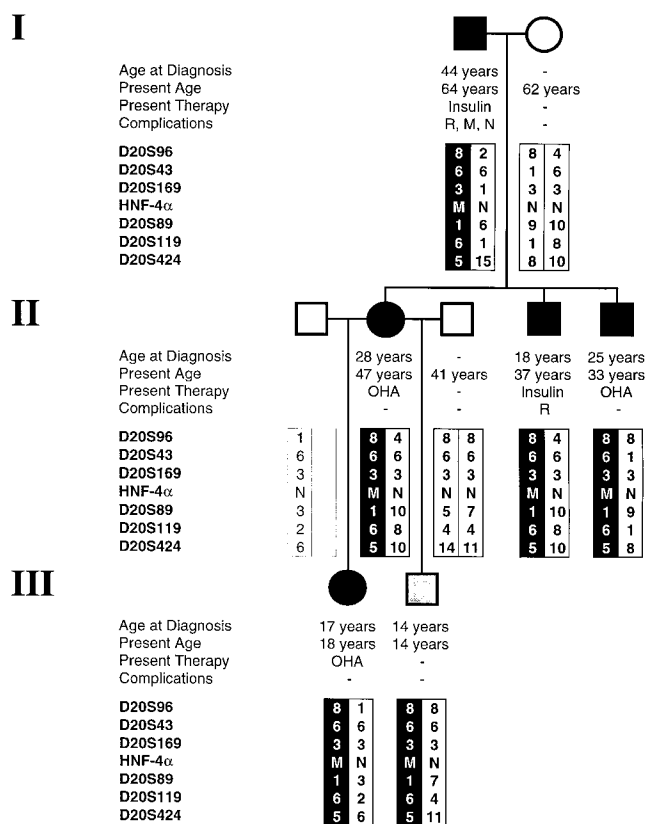 I
Age at Diagnosis 44 years -
Present Age 64 years 62 years
Present Therapy Insulin -
Complications R, M, N -
D20S96 8 2 8 4
D20S43 6 6 1 6
D20S169 3 1 3 3
HNF-4α M N N N
D20S89 1 6 9 10
D20S119 6 1 1 8
D20S424 5 15 8 10
II
Age at Diagnosis 28 years - 18 years 25 years
Present Age 47 years 41 years 37 years 33 years
Present Therapy OHA - Insulin OHA
Complications - - R -
D20S96 1 8 4 8 8 8 4 8 8
D20S43 6 6 6 6 6 6 6 6 1
D20S169 3 3 3 3 3 3 3 3 3
HNF-4α N M N N N M N M N
D20S89 3 1 10 5 7 1 10 1 9
D20S119 2 6 8 4 4 6 8 6 1
D20S424 6 5 10 14 11 5 10 5 8
III
Age at Diagnosis 17 years 14 years
Present Age 18 years 14 years
Present Therapy OHA -
Complications - -
D20S96 8 1 8 8
D20S43 6 6 6 6
D20S169 3 3 3 3
HNF-4α M N M N
D20S89 1 3 1 7
D20S119 6 2 6 4
D20S424 5 6 5 11